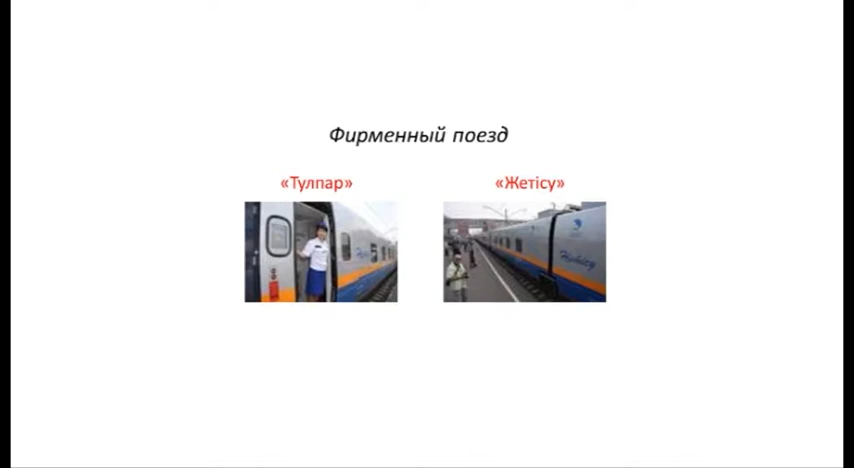 Фирменный поезд
«Тулпар»
«Жетісу»